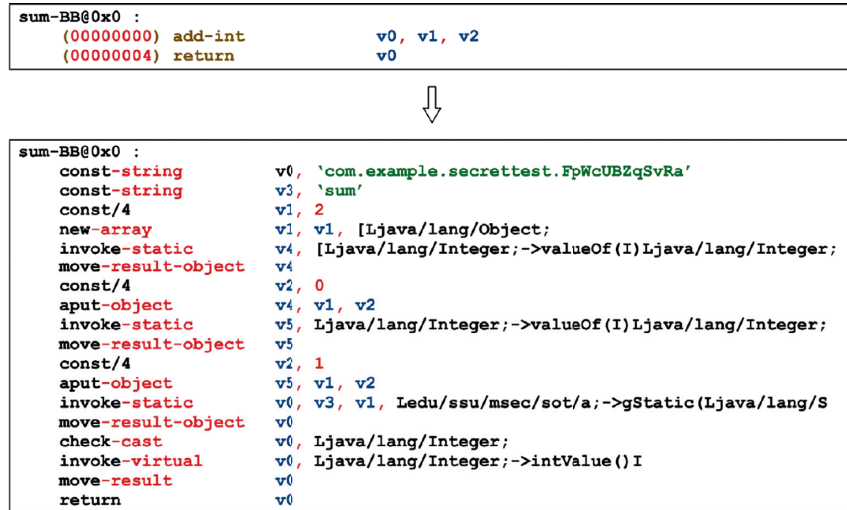 sum-BB@0x0 :
(00000000) add-int v0, v1, v2
(00000004) return v0
sum-BB@0x0 :
const-string v0, ‘com.example.secrettest.FpWcUBZqSvRa’
const-string v3, ‘sum’
const/4 v1, 2
new-array v1, v1, [Ljava/lang/Object;
invoke-static v4, [Ljava/lang/Integer;->valueOf(I)Ljava/lang/Integer;
move-result-object v4
const/4 v2, 0
aput-object v4, v1, v2
invoke-static v5, Ljava/lang/Integer;->valueOf(I)Ljava/lang/Integer;
move-result-object v5
const/4 v2, 1
aput-object v5, v1, v2
invoke-static v0, v3, v1, Ledu/ssu/msec/sot/a;->gStatic(Ljava/lang/S
move-result-object v0
check-cast v0, Ljava/lang/Integer;
invoke-virtual v0, Ljava/lang/Integer;->intValue()I
move-result v0
return v0